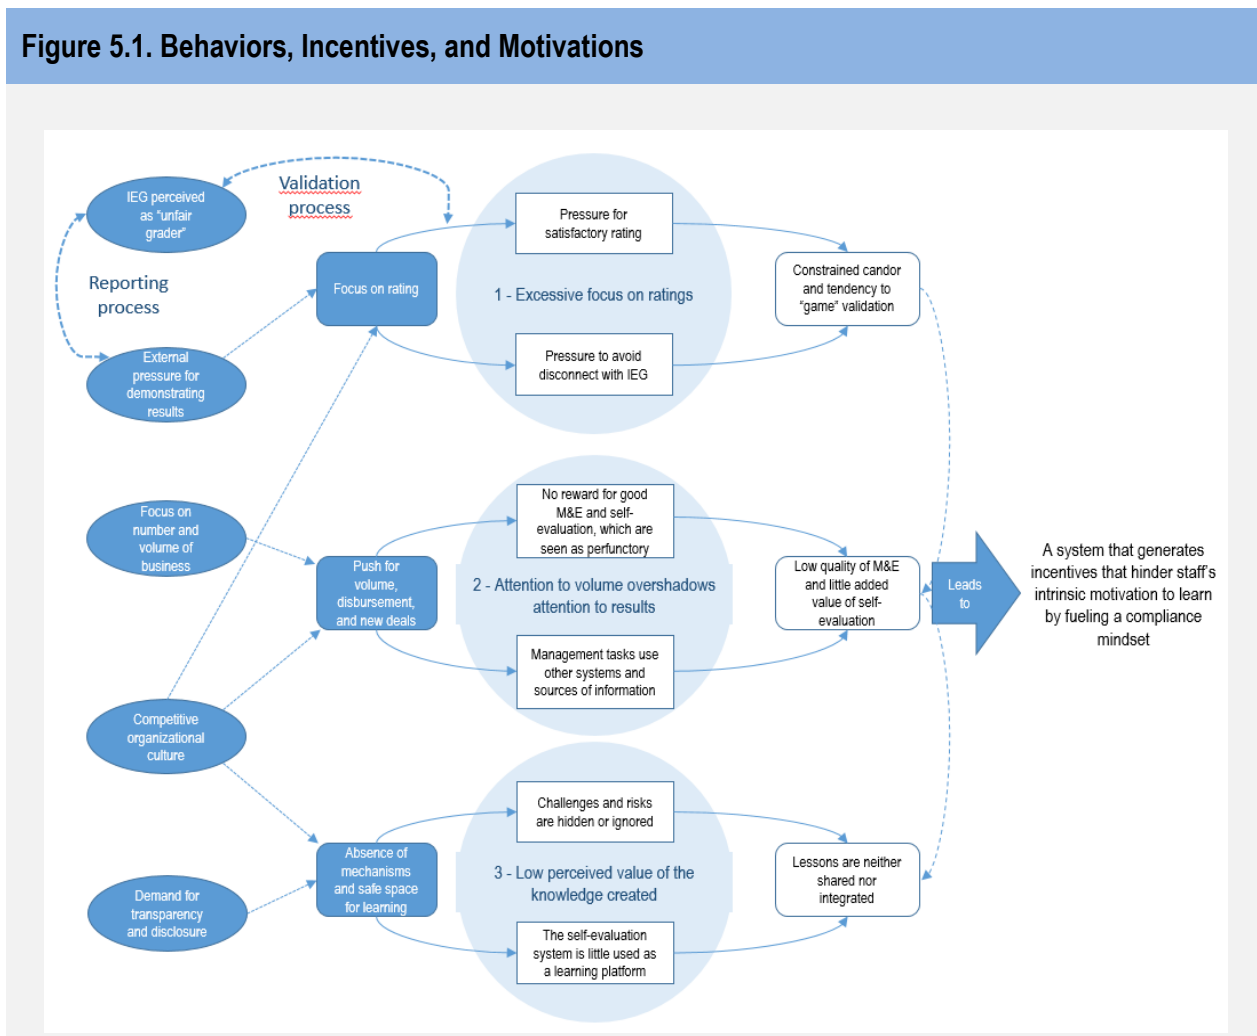 Figure 5.1. Behaviors, Incentives, and Motivations
IEG perceived
as “unfair
grader”
Validation
process
Reporting
process
External
pressure for
demonstrating
results
Focus on rating
Pressure for
satisfactory rating
1 - Excessive focus on ratings
Pressure to avoid
disconnect with IEG
Constrained candor
and tendency to
“game” validation
Focus on
number and
volume of
business
Push for
volume,
disbursement,
and new deals
No reward for good
M&E and self-
evaluation, which are
seen as perfunctory
2 - Attention to volume overshadows
attention to results
Management tasks use
other systems and
sources of information
Low quality of M&E
and little added
value of self-
evaluation
Leads
to
A system that generates
incentives that hinder staff’s
intrinsic motivation to learn
by fueling a compliance
mindset
Competitive
organizational
culture
Demand for
transparency
and disclosure
Absence of
mechanisms
and safe space
for learning
Challenges and risks
are hidden or ignored
3 - Low perceived value of the
knowledge created
The self-evaluation
system is little used as
a learning platform
Lessons are neither
shared nor
integrated